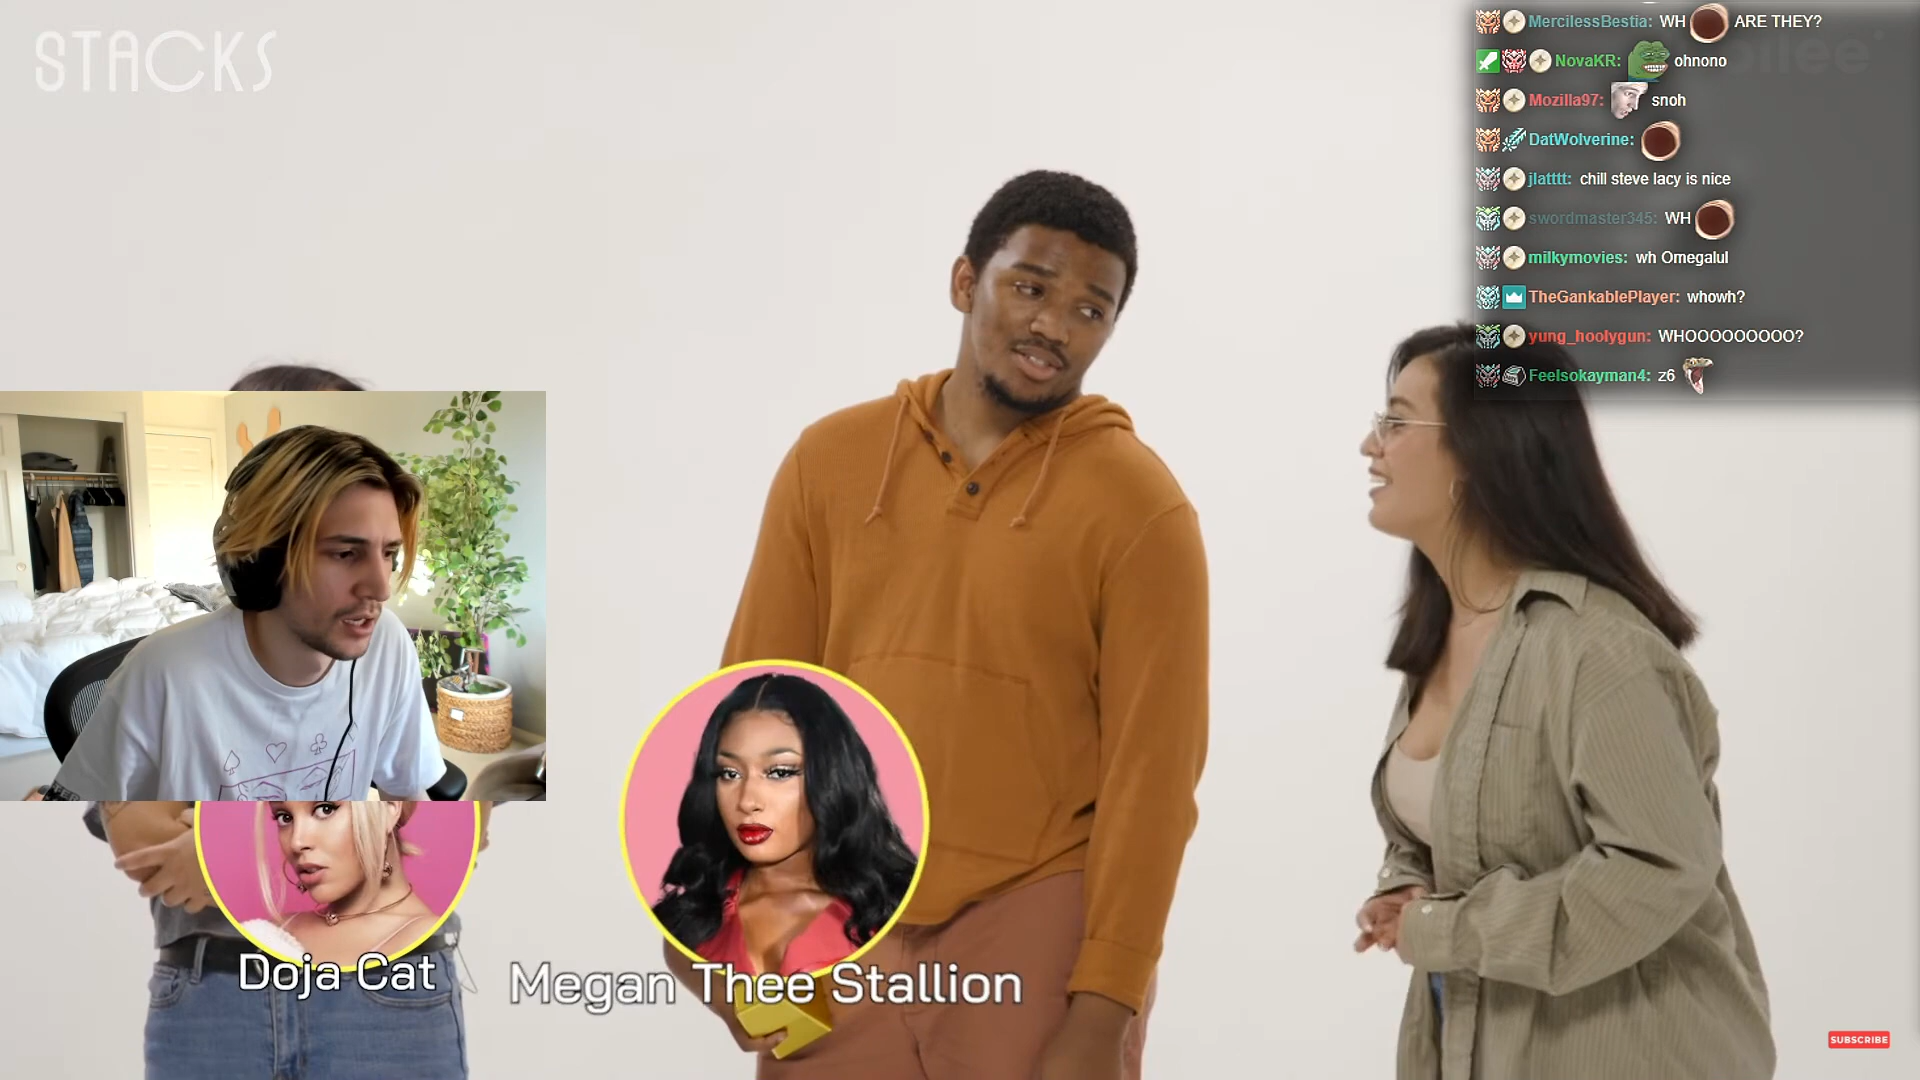 STACKS
MercilessBestia: WH ARE THEY?
NovaKR: ohnono
Mozilla97: snoh
DatWolverine:
jlatttt: chill steve lacy is nice
swordmaster345: WH
milkymovies: wh Omegalul
TheGankablePlayer: whowh?
yung_hoolygun: WHOOOOOOOOO?
Feelsokayman4: z6
Doja Cat
Megan Thee Stallion
SUBSCRIBE